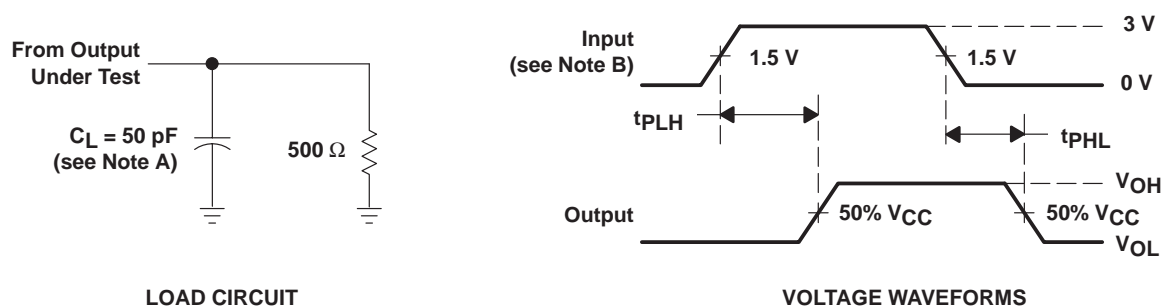 From Output
Under Test
CL = 50 pF
(see Note A)
500 Ω
LOAD CIRCUIT
Input
(see Note B)
1.5 V
1.5 V
3 V
0 V
tPLH
tPHL
Output
50% VCC
50% VCC
VOH
VOL
VOLTAGE WAVEFORMS